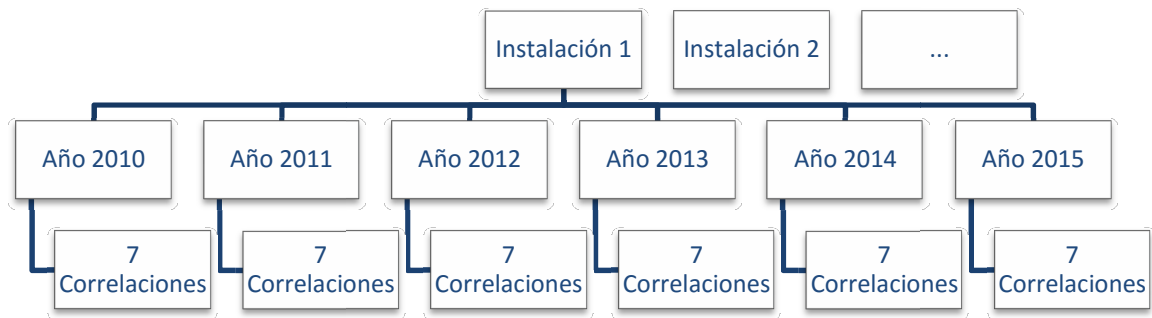 Instalación 1
Instalación 2
...
Año 2010
Año 2011
Año 2012
Año 2013
Año 2014
Año 2015
7
Correlaciones
7
Correlaciones
7
Correlaciones
7
Correlaciones
7
Correlaciones
7
Correlaciones